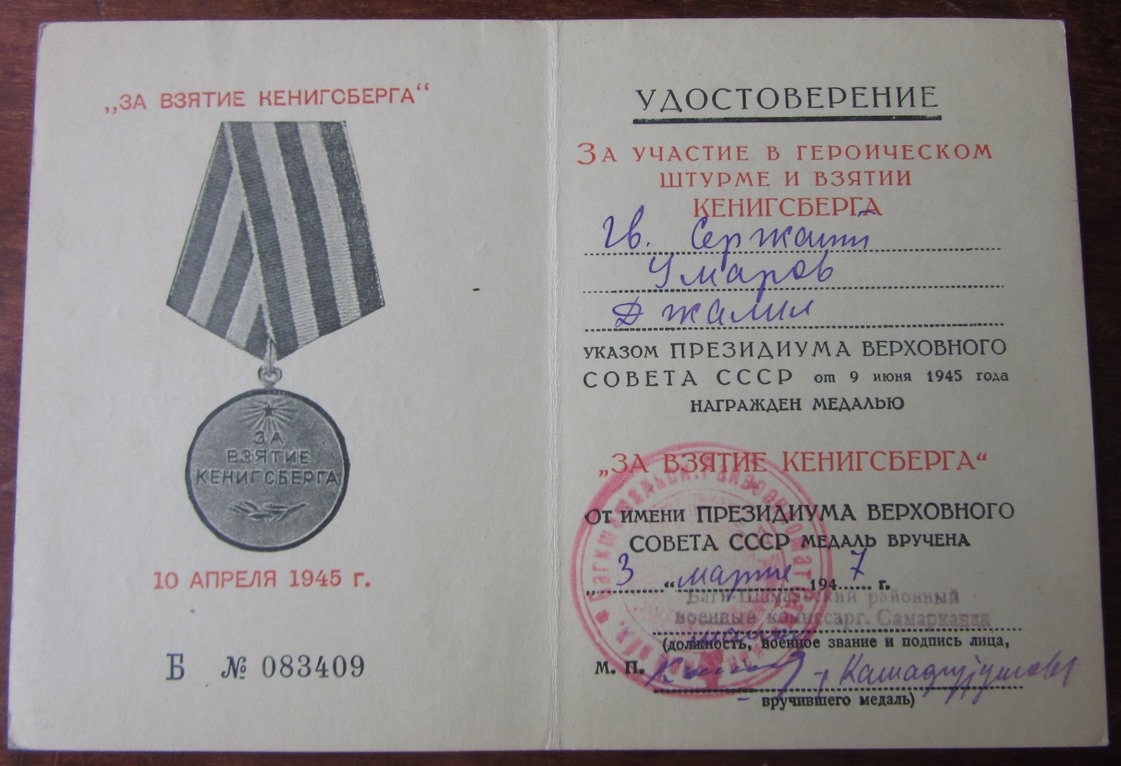 „ЗА ВЗЯТИЕ КЕНИГСБЕРГА“
ЗА
ВЗЯТИЕ
КЕНИГСБЕРГА
10 АПРЕЛЯ 1945 г.
Б № 083409
УДОСТОВЕРЕНИЕ
ЗА УЧАСТИЕ В ГЕРОИЧЕСКОМ
ШТУРМЕ И ВЗЯТИИ
КЕНИГСБЕРГА
Гв. Сержант
Умаров
Джалил
УКАЗОМ ПРЕЗИДИУМА ВЕРХОВНОГО
СОВЕТА СССР от 9 июня 1945 года
НАГРАЖДЕН МЕДАЛЬЮ
„ЗА ВЗЯТИЕ КЕНИГСБЕРГА“
ОТ ИМЕНИ ПРЕЗИДИУМА ВЕРХОВНОГО
СОВЕТА СССР МЕДАЛЬ ВРУЧЕНА
„3“ марта 1947 г.
районный
военный комиссар г. Самарканда
(должность, военное звание и подпись лица,
М. П.
вручившего медаль)